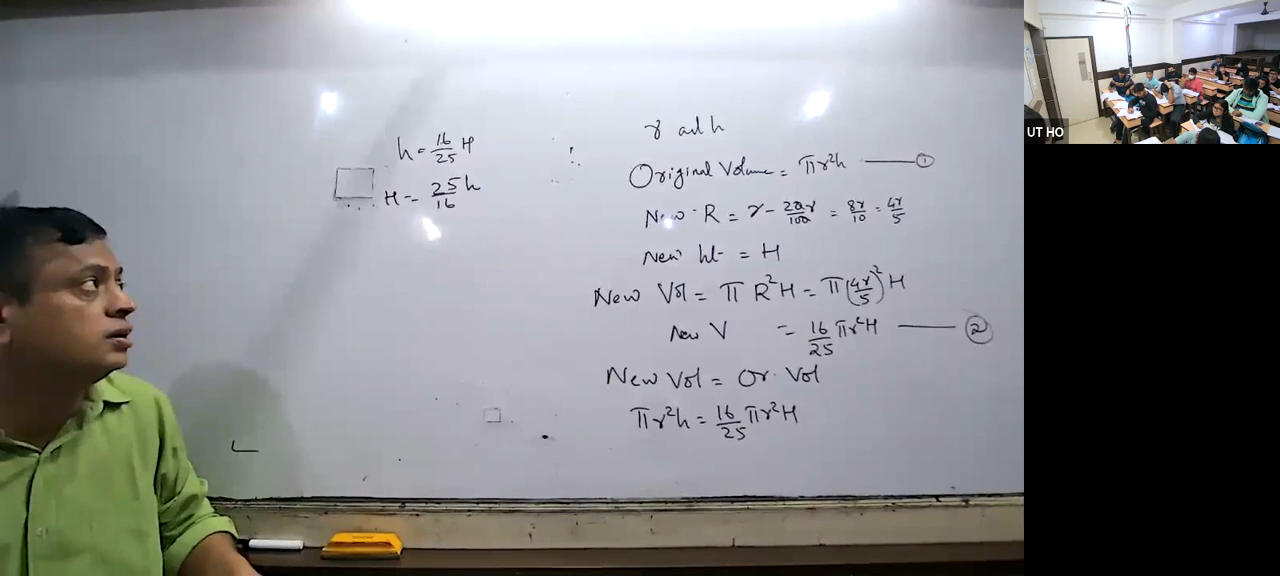 h = 16/25 H
H = 25h/16
r and h
Original Volume = πr²h —— ①
New R = r - 20r/100 = 8r/10 = 4r/5
New ht = H
New Vol = π R²H = π(4r/5)² H
New V = 16/25 πr²H —— ②
New Vol = Or. Vol
πr²h = 16/25 πr²H
UT HO